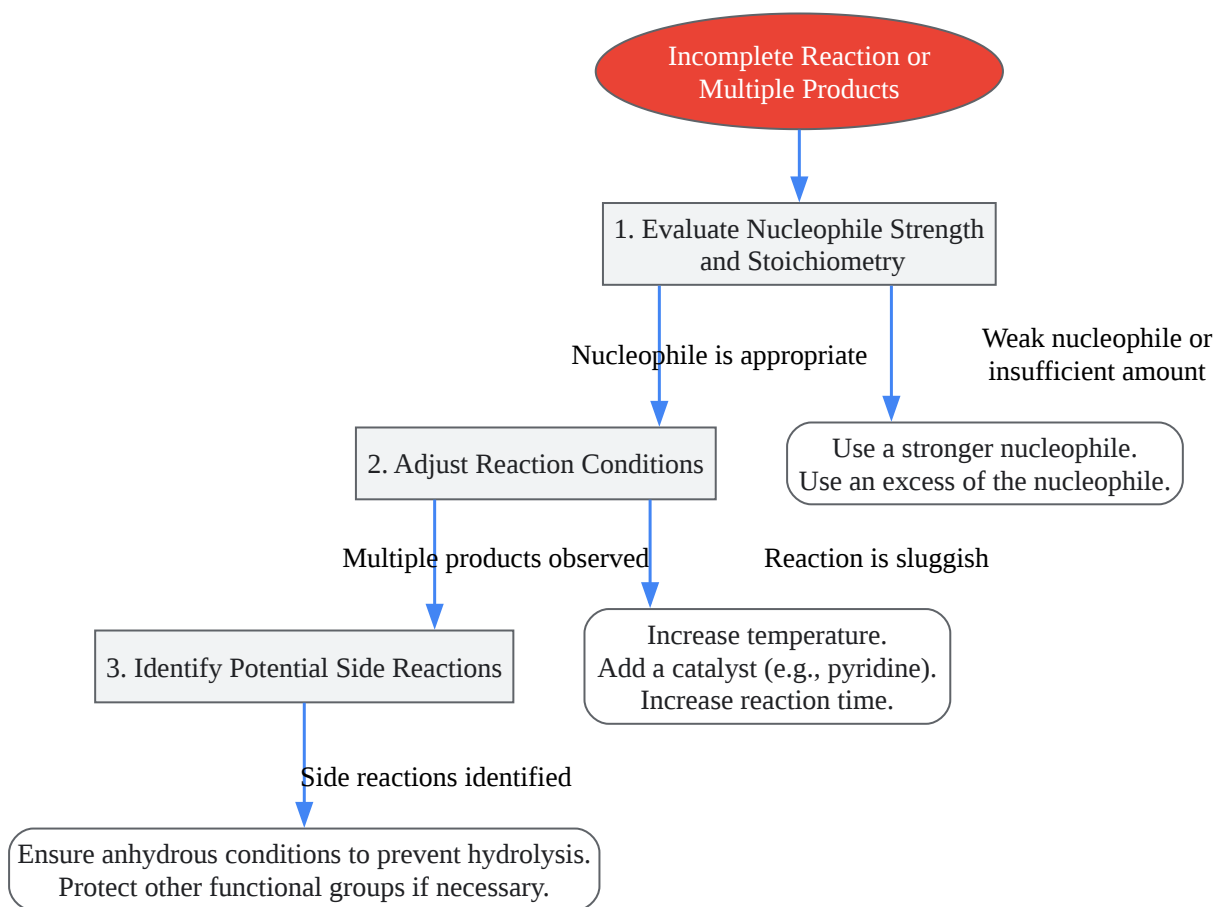 Incomplete Reaction or
Multiple Products
1. Evaluate Nucleophile Strength
and Stoichiometry
Nucleophile is appropriate
Weak nucleophile or
insufficient amount
2. Adjust Reaction Conditions
Use a stronger nucleophile.
Use an excess of the nucleophile.
Multiple products observed
Reaction is sluggish
3. Identify Potential Side Reactions
Increase temperature.
Add a catalyst (e.g., pyridine).
Increase reaction time.
Side reactions identified
Ensure anhydrous conditions to prevent hydrolysis.
Protect other functional groups if necessary.